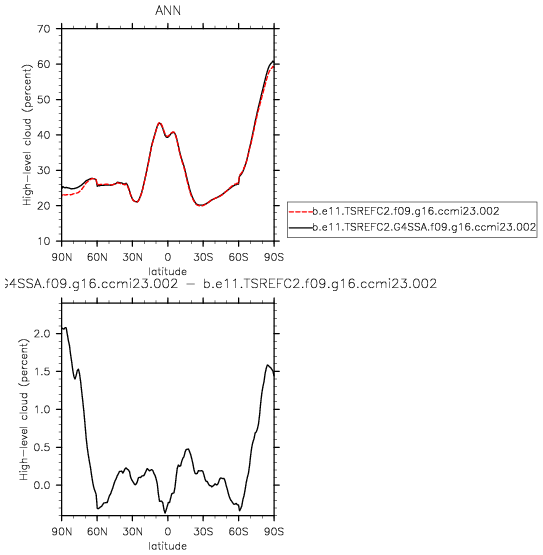 ANN
High-level cloud (percent)
70
60
50
40
30
20
10
90N 60N 30N 0 30S 60S 90S
latitude
b.e11.TSREFC2.f09.g16.ccmi23.002
b.e11.TSREFC2.G4SSA.f09.g16.ccmi23.002
G4SSA.f09.g16.ccmi23.002 - b.e11.TSREFC2.f09.g16.ccmi23.002
High-level cloud (percent)
2.0
1.5
1.0
0.5
0.0
90N 60N 30N 0 30S 60S 90S
latitude